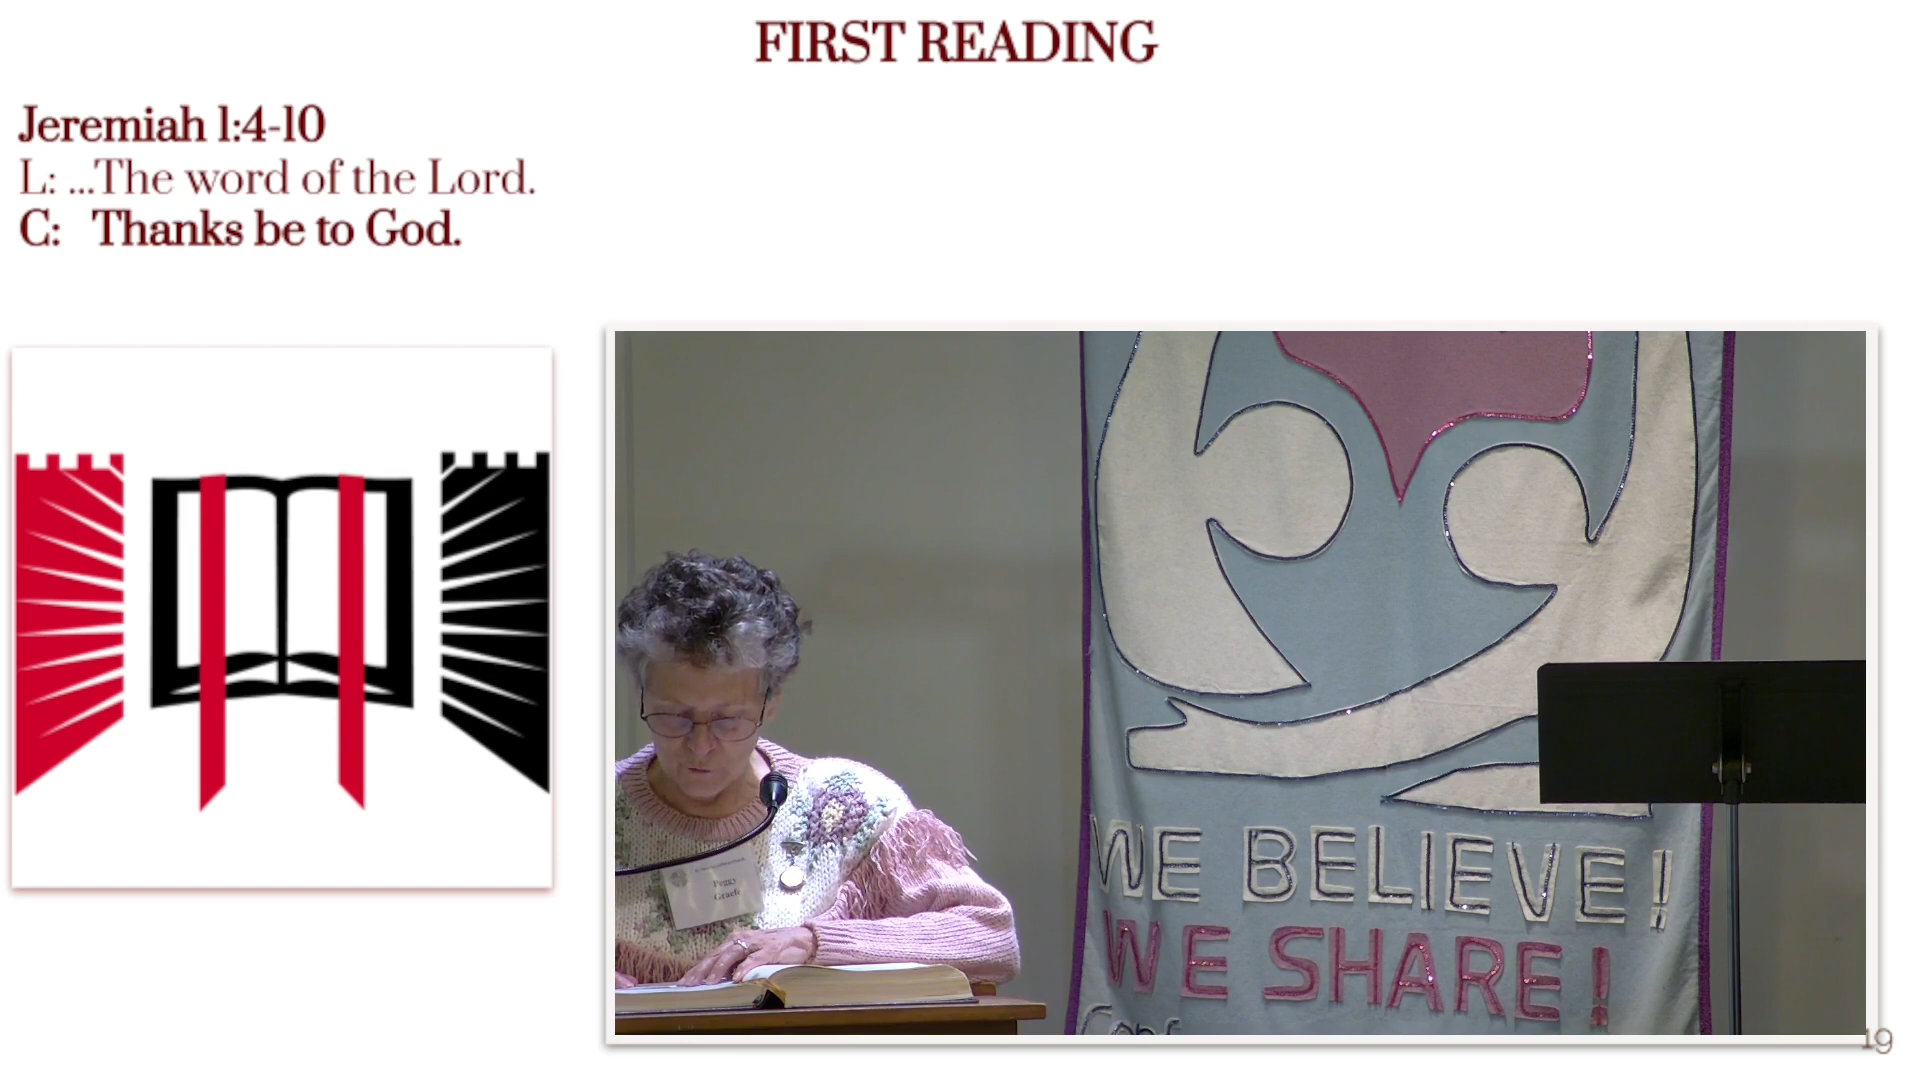 FIRST READING
Jeremiah 1:4-10
L: ...The word of the Lord.
C: Thanks be to God.
Peggy
WE BELIEVE!
WE SHARE!
19